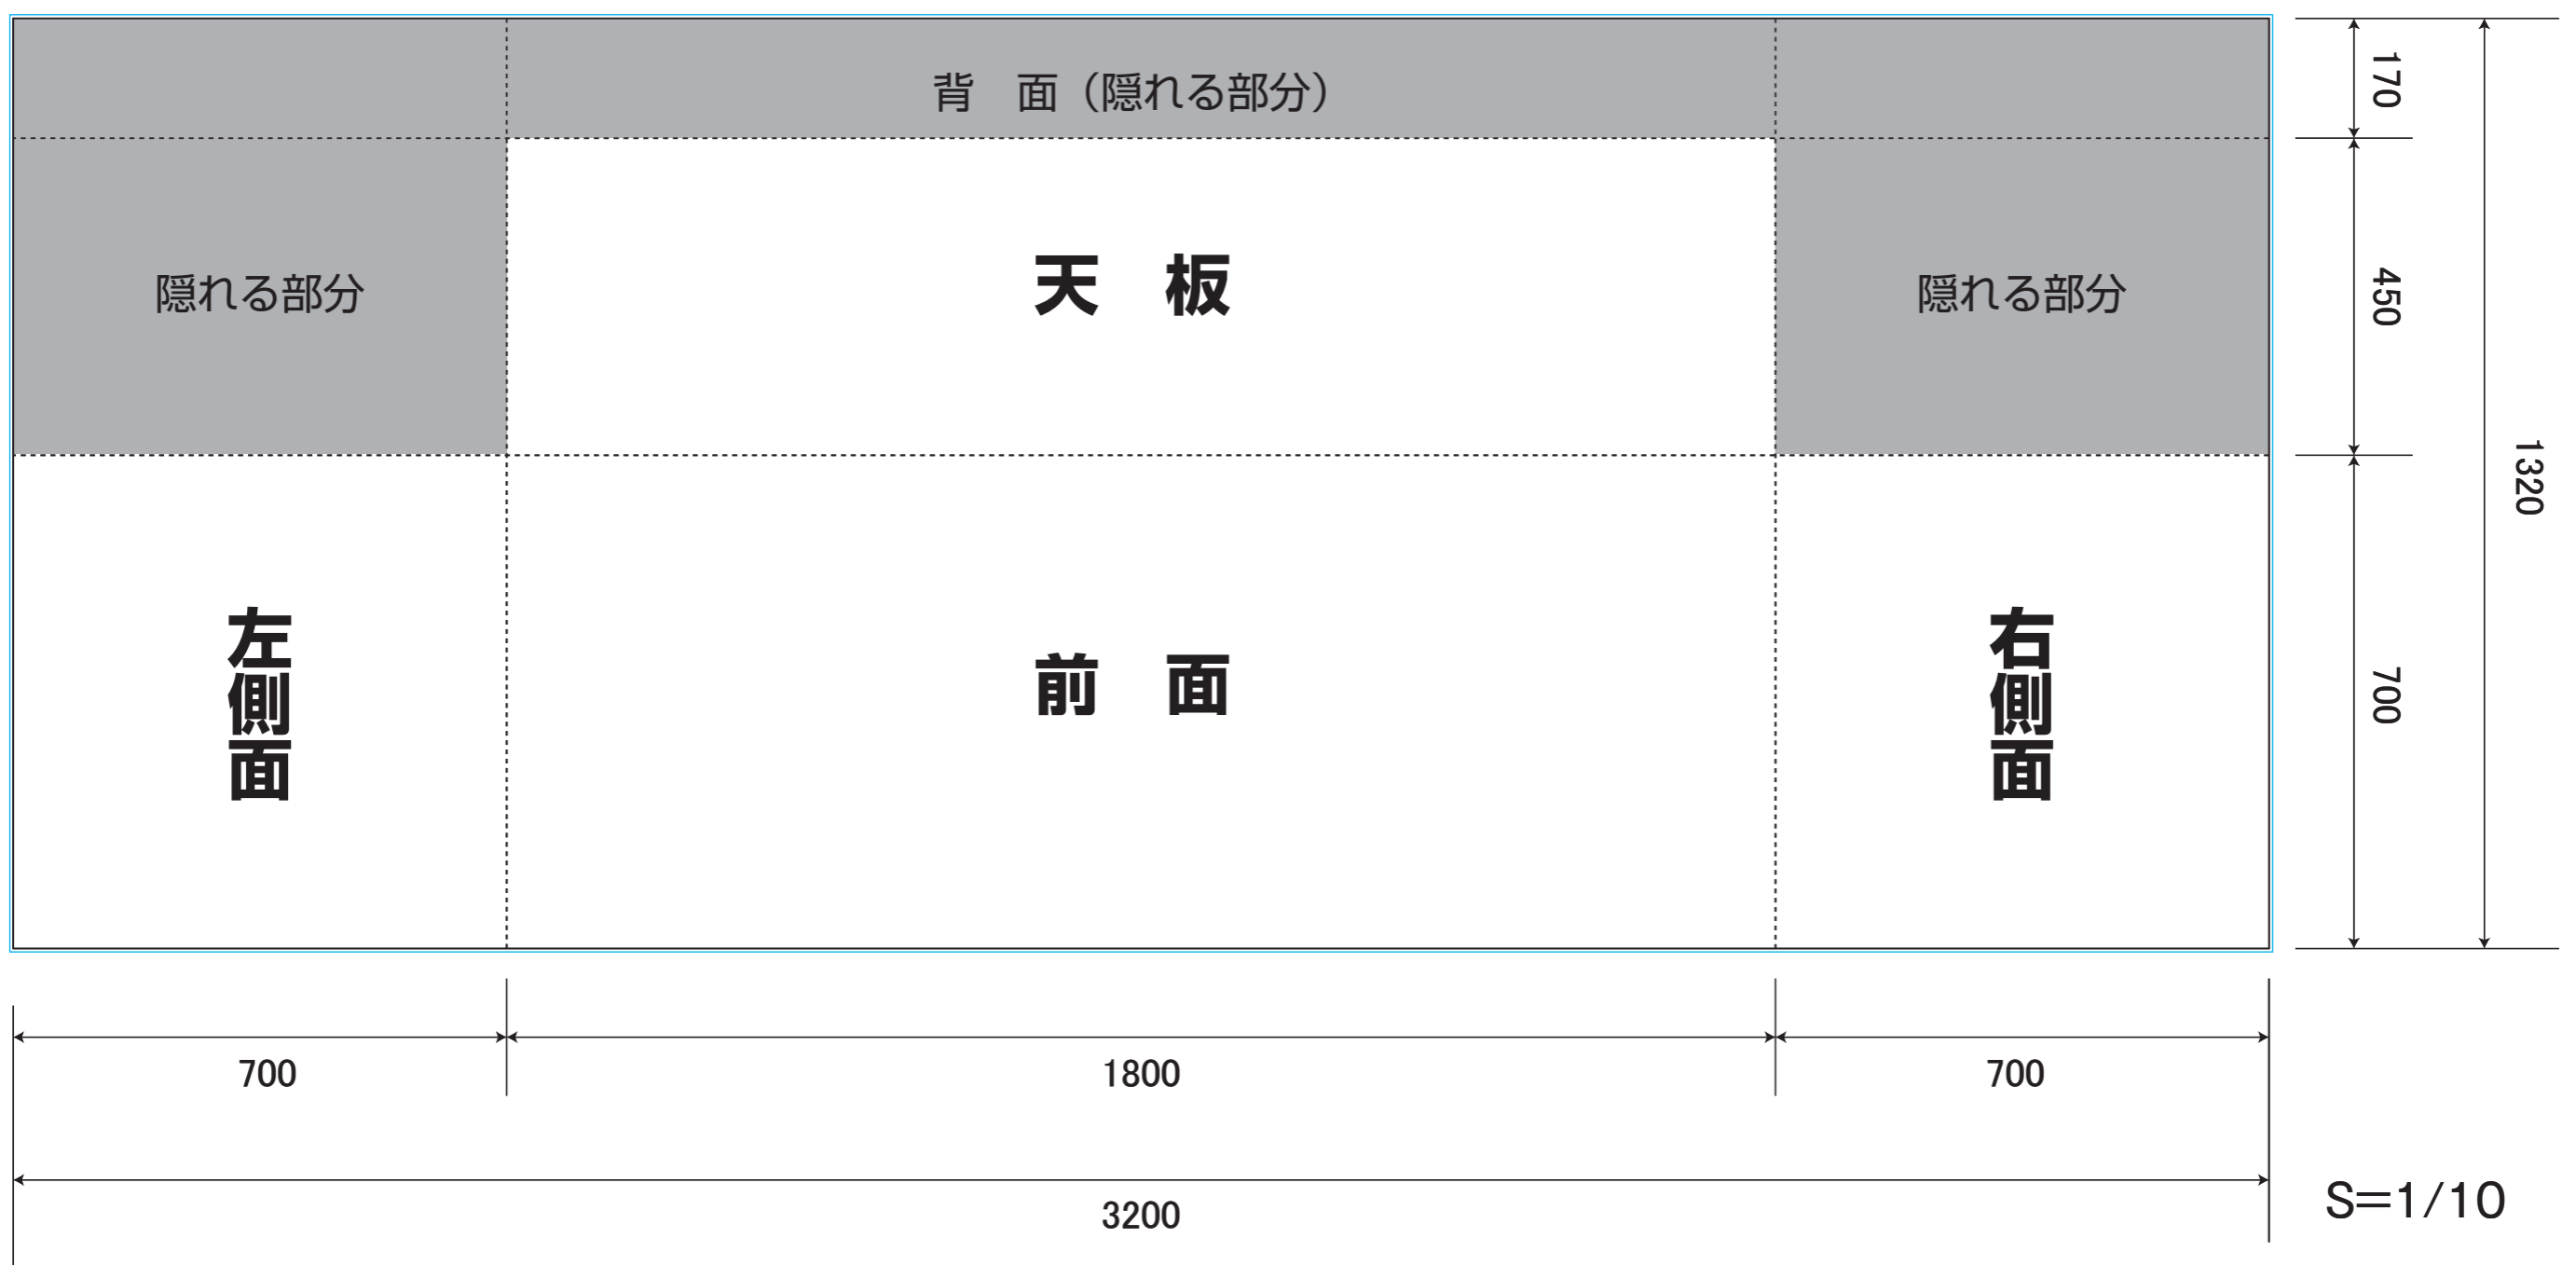 背　面（隠れる部分）
170
隠れる部分
天　板
隠れる部分
450
1320
左側面
前　面
右側面
700
700
1800
700
3200
S=1/10